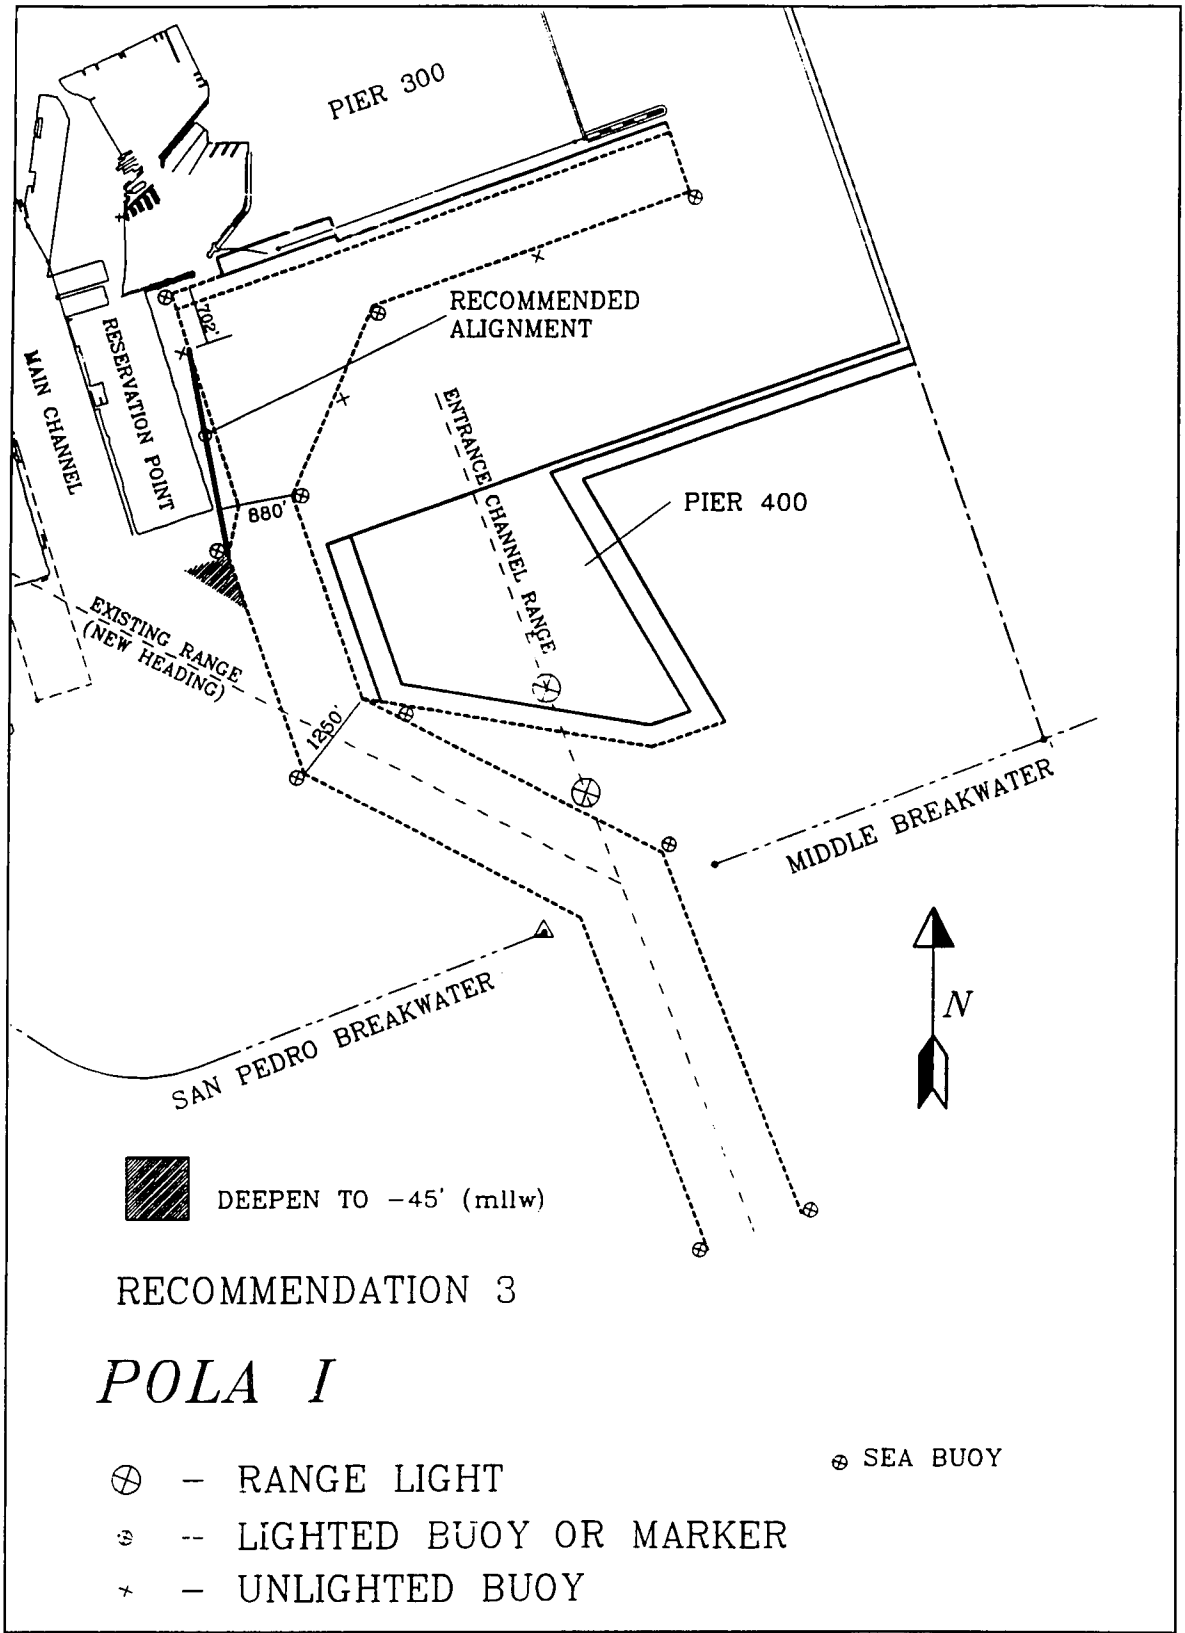 PIER 300
RECOMMENDED
ALIGNMENT
702'
RESERVATION POINT
MAIN CHANNEL
ENTRANCE CHANNEL RANGE
880'
PIER 400
EXISTING RANGE
(NEW HEADING)
1250'
MIDDLE BREAKWATER
SAN PEDRO BREAKWATER
N
DEEPEN TO -45' (mllw)
RECOMMENDATION 3
POLA I
– RANGE LIGHT
-- LIGHTED BUOY OR MARKER
– UNLIGHTED BUOY
SEA BUOY